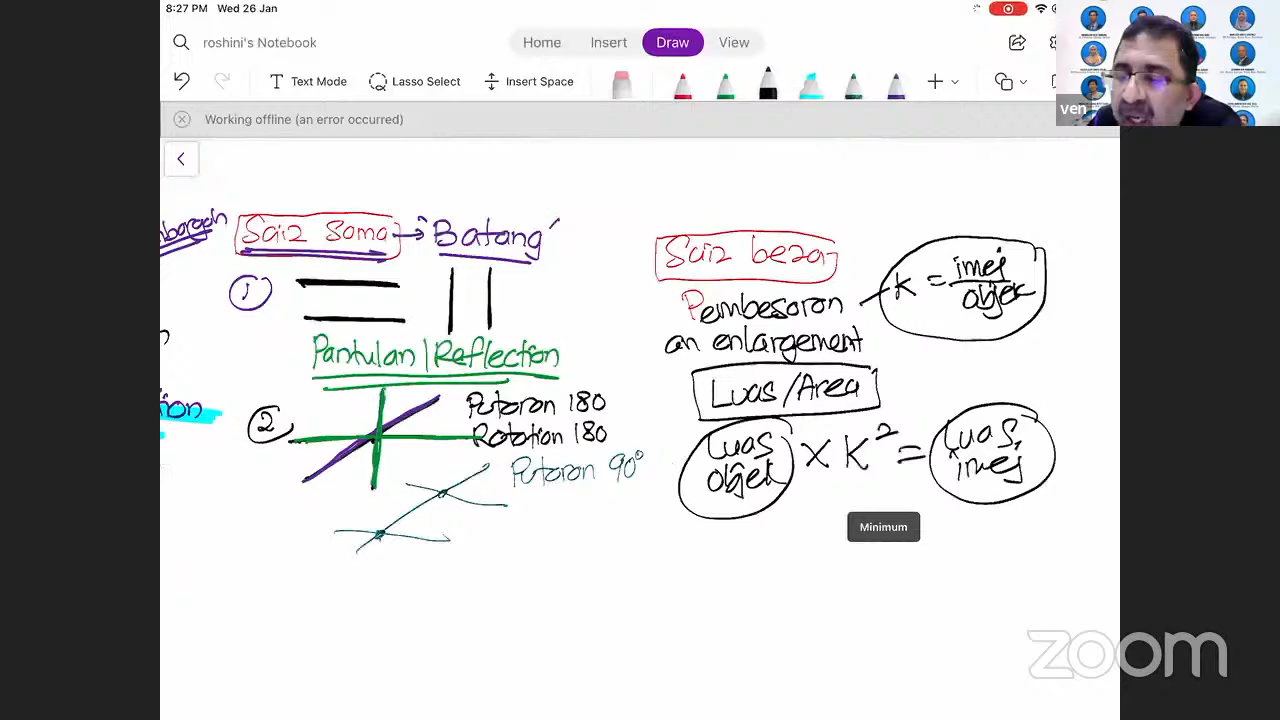 8:27 PM Wed 26 Jan
roshini's Notebook
Home Insert Draw View
Text Mode Lasso Select Insert Space
Working offline (an error occurred)
ven
Saiz Sama → "Batang"
1
Pantulan | Reflection
2
Putaran 180
Rotation 180
Putaran 90°
Saiz beza
Pembesaran
an enlargement
K = imej
objek
Luas/Area
Luas objek × K² = Luas imej
Minimum
zoom